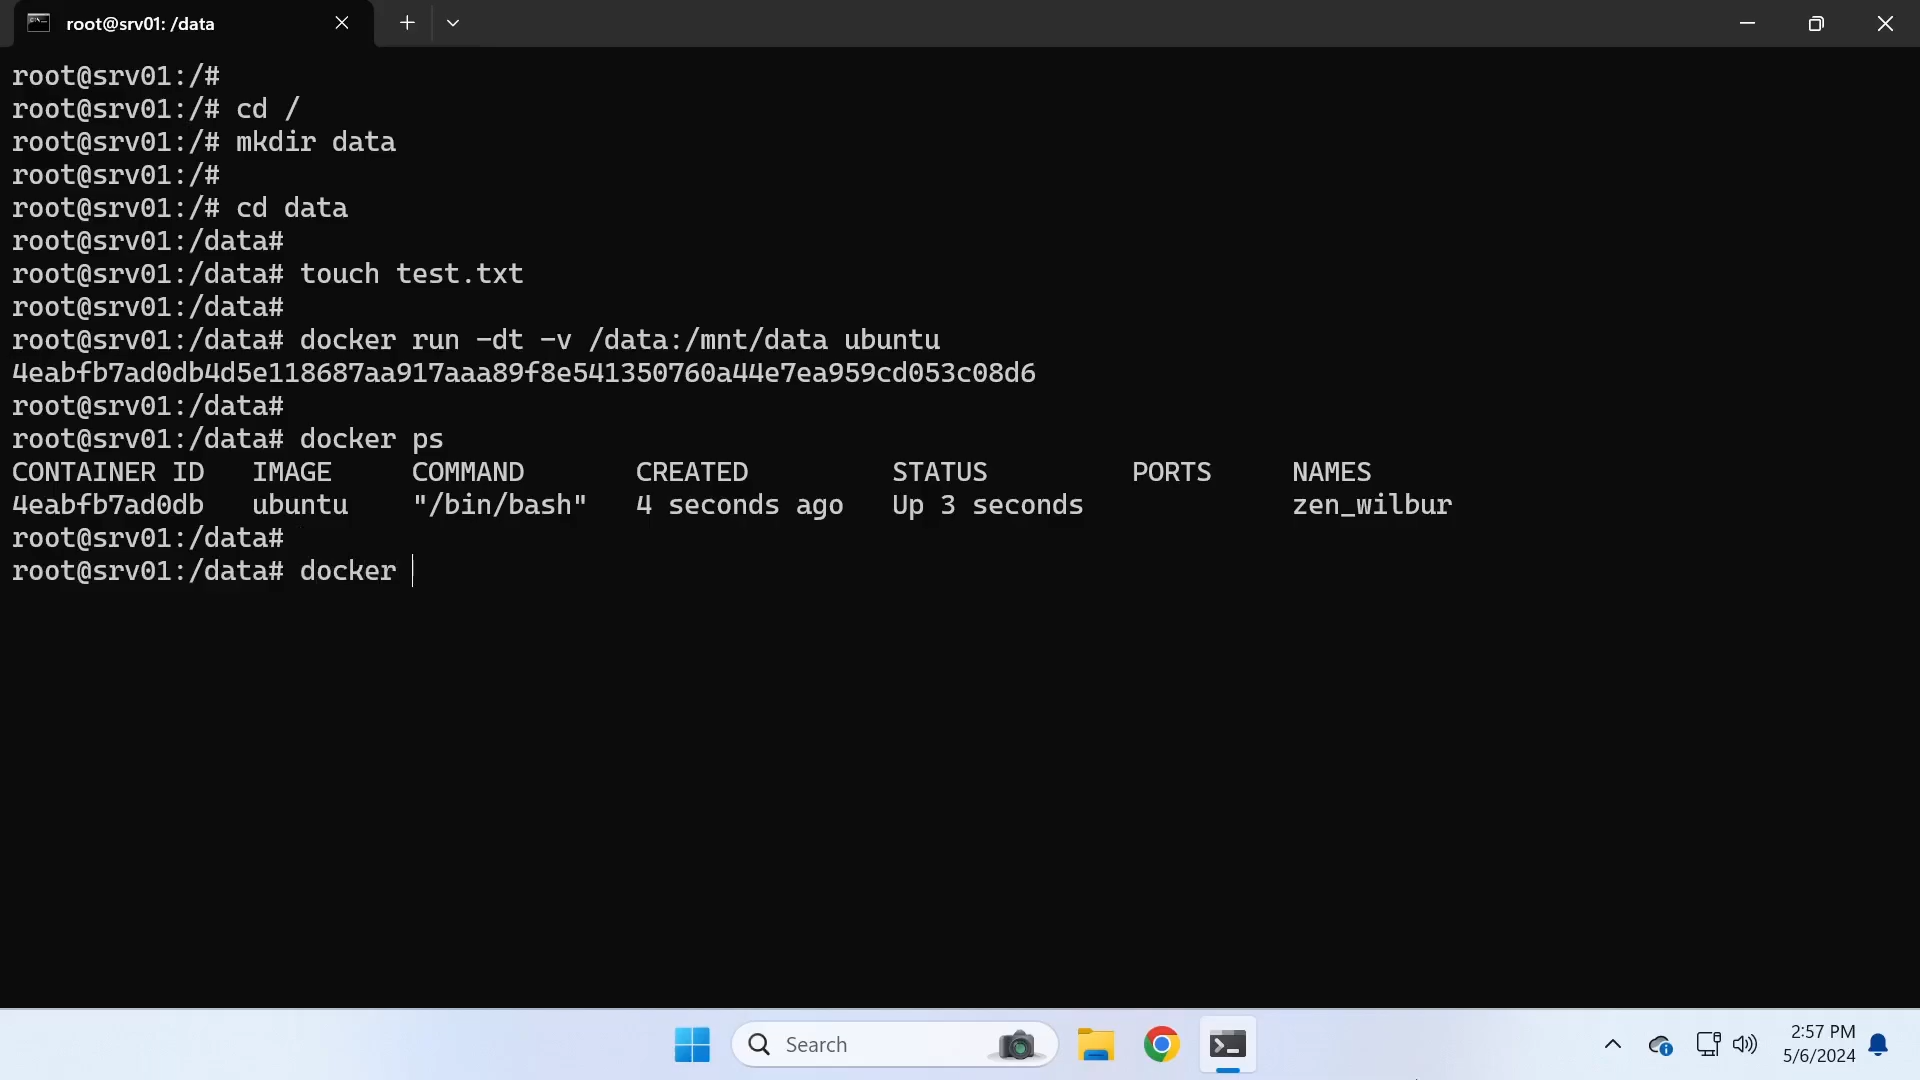 root@srv01: /data
root@srv01:/#
root@srv01:/# cd /
root@srv01:/# mkdir data
root@srv01:/#
root@srv01:/# cd data
root@srv01:/data#
root@srv01:/data# touch test.txt
root@srv01:/data#
root@srv01:/data# docker run -dt -v /data:/mnt/data ubuntu
4eabfb7ad0db4d5e118687aa917aaa89f8e541350760a44e7ea959cd053c08d6
root@srv01:/data#
root@srv01:/data# docker ps
CONTAINER ID   IMAGE     COMMAND       CREATED         STATUS         PORTS     NAMES
4eabfb7ad0db   ubuntu    "/bin/bash"   4 seconds ago   Up 3 seconds             zen_wilbur
root@srv01:/data#
root@srv01:/data# docker
Search
2:57 PM
5/6/2024